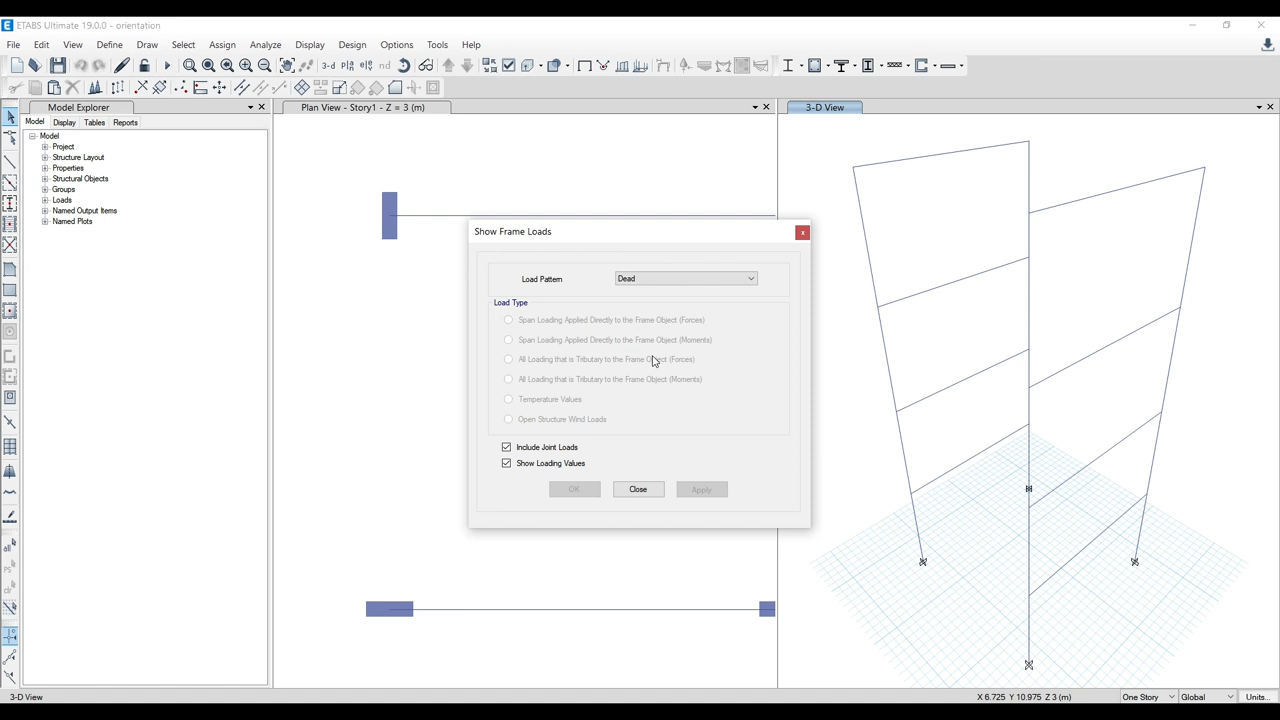 ETABS Ultimate 19.0.0 - orientation
File Edit View Define Draw Select Assign Analyze Display Design Options Tools Help
3-d nd
Model Explorer
Plan View - Story1 - Z = 3 (m)
3-D View
Model Display Tables Reports
Model
Project
Structure Layout
Properties
Structural Objects
Groups
Loads
Named Output Items
Named Plots
Show Frame Loads
Load Pattern Dead
Load Type
Span Loading Applied Directly to the Frame Object (Forces)
Span Loading Applied Directly to the Frame Object (Moments)
All Loading that is Tributary to the Frame Object (Forces)
All Loading that is Tributary to the Frame Object (Moments)
Temperature Values
Open Structure Wind Loads
Include Joint Loads
Show Loading Values
OK Close Apply
3-D View
X 6.725 Y 10.975 Z 3 (m)
One Story Global Units...